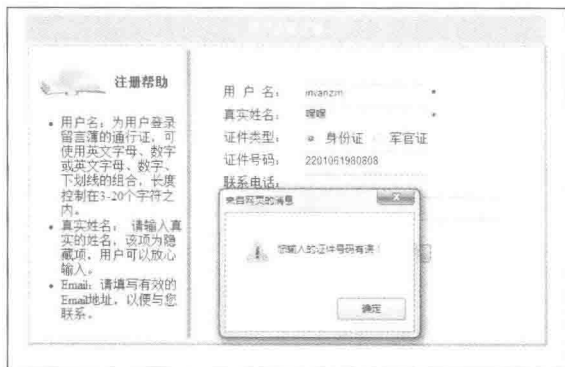 注册帮助
用户名：为用户登录
留言簿的通行证，可
使用英文字母、数字
或英文字母、数字、
下划线的组合，长度
控制在3-20个字符之
内。
真实姓名： 请输入真
实的姓名，该项为隐
藏项，用户可以放心
输入。
Email：请填写有效的
Email地址，以便与您
联系。
用 户 名：
真实姓名： *
证件类型： 身份证 军官证
证件号码： 2201061980808
联系电话：
来自网页的消息
您输入的证件号码有误！
确定